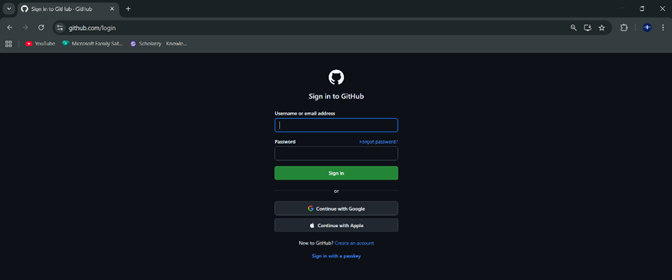 Sign in to GitHub · GitHub
github.com/login
YouTube
Microsoft Family Saf...
Scholarcy - Knowle...
Sign in to GitHub
Username or email address
Password Forgot password?
Sign in
or
Continue with Google
Continue with Apple
New to GitHub? Create an account
Sign in with a passkey